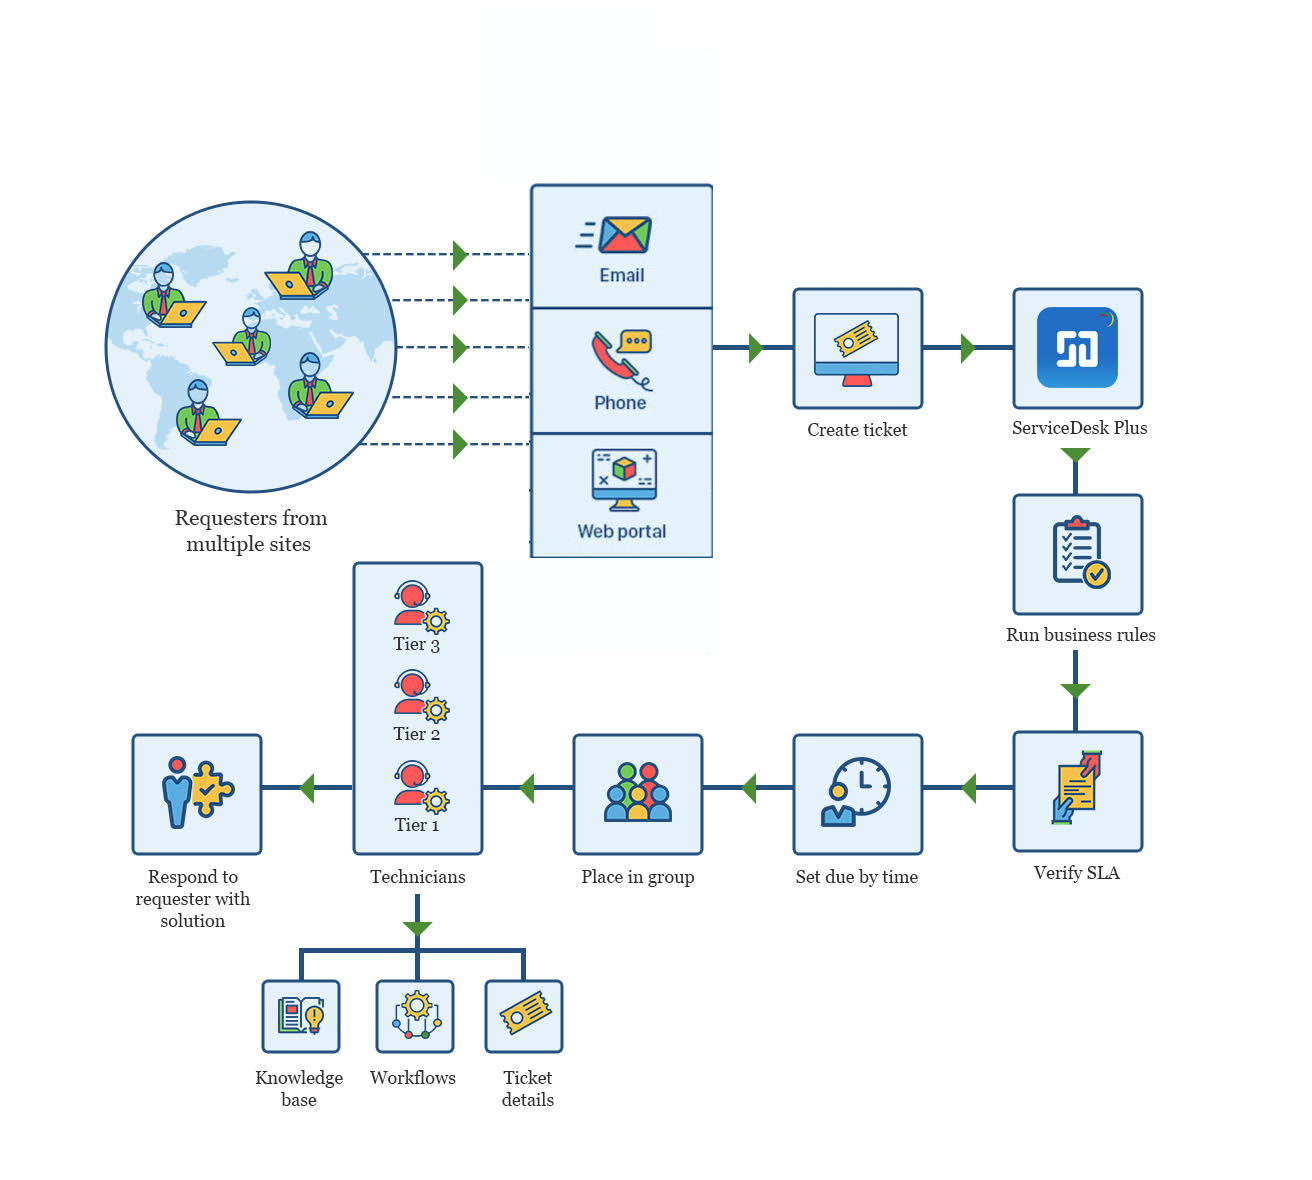 Email
Phone
Web portal
Requesters from
multiple sites
Create ticket
ServiceDesk Plus
Run business rules
Verify SLA
Set due by time
Place in group
Tier 3
Tier 2
Tier 1
Technicians
Respond to
requester with
solution
Knowledge
base
Workflows
Ticket
details